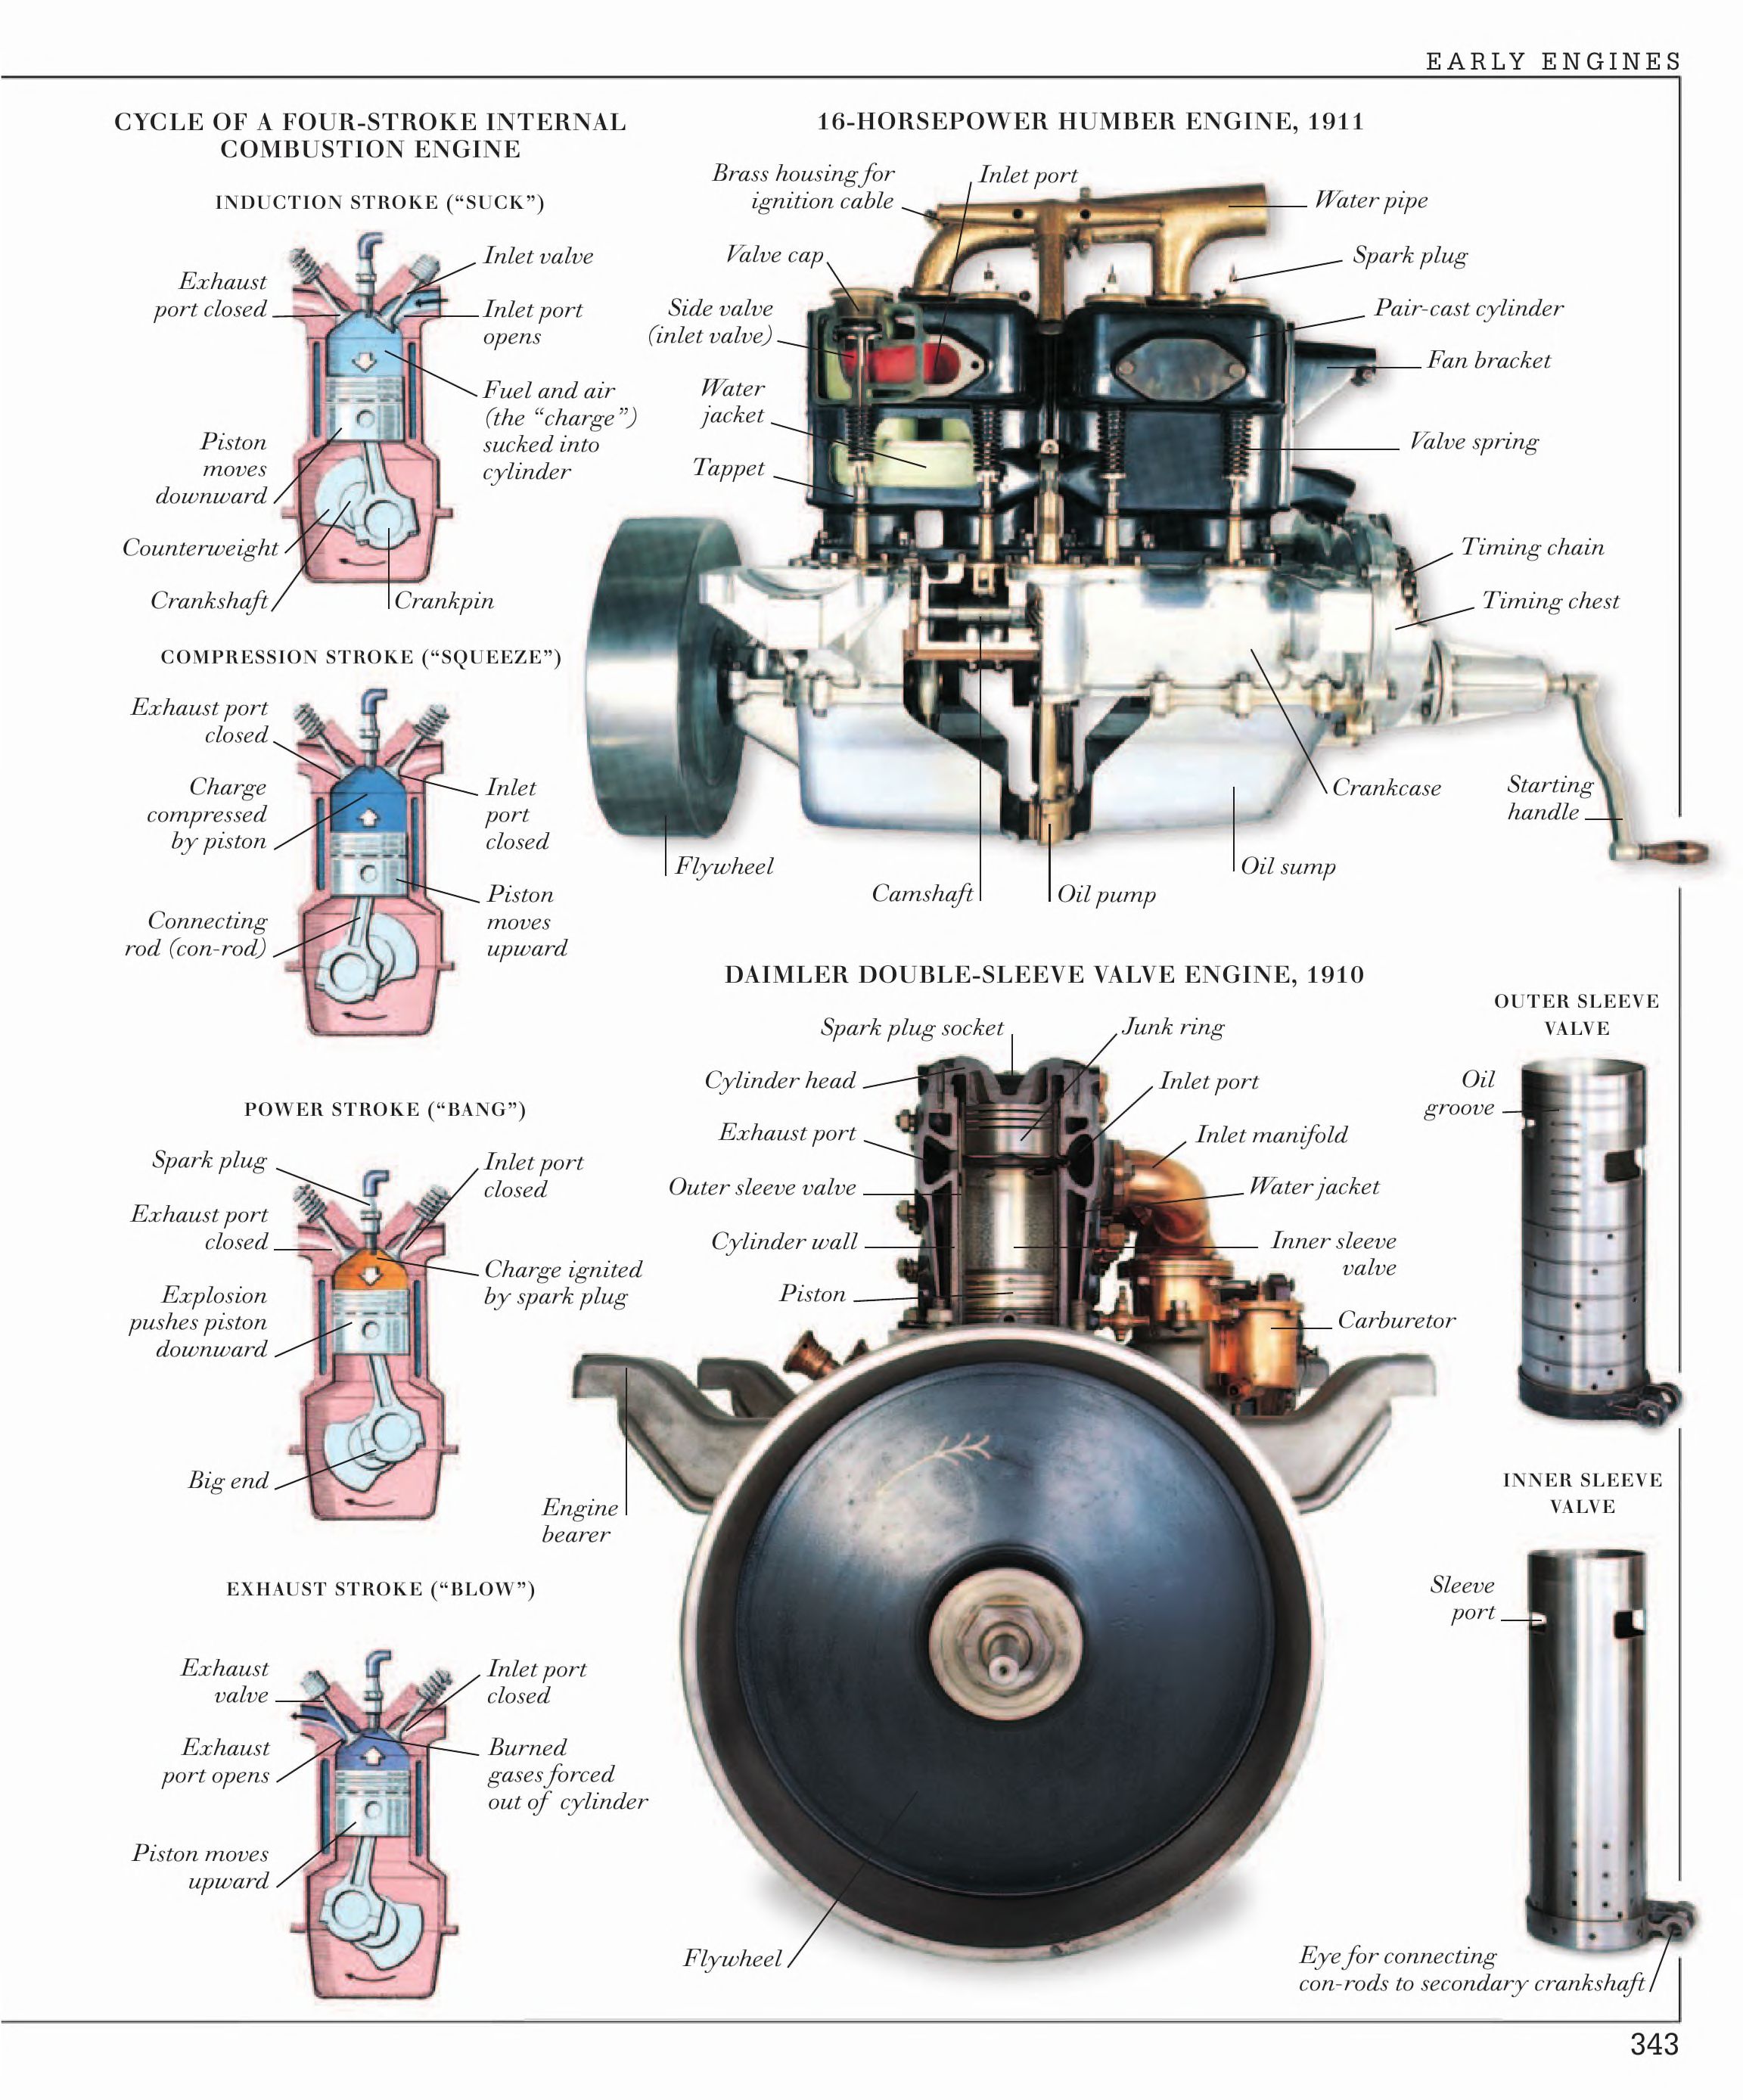 EARLY ENGINES
CYCLE OF A FOUR-STROKE INTERNAL
COMBUSTION ENGINE
INDUCTION STROKE (“SUCK”)
Exhaust
port closed
Inlet valve
Inlet port
opens
Fuel and air
(the “charge”)
sucked into
cylinder
Piston
moves
downward
Counterweight
Crankshaft
Crankpin
COMPRESSION STROKE (“SQUEEZE”)
Exhaust port
closed
Charge
compressed
by piston
Inlet
port
closed
Piston
moves
upward
Connecting
rod (con-rod)
POWER STROKE (“BANG”)
Spark plug
Inlet port
closed
Exhaust port
closed
Charge ignited
by spark plug
Explosion
pushes piston
downward
Big end
EXHAUST STROKE (“BLOW”)
Exhaust
valve
Inlet port
closed
Exhaust
port opens
Burned
gases forced
out of cylinder
Piston moves
upward
16-HORSEPOWER HUMBER ENGINE, 1911
Brass housing for
ignition cable
Inlet port
Water pipe
Valve cap
Spark plug
Side valve
(inlet valve)
Pair-cast cylinder
Fan bracket
Water
jacket
Valve spring
Tappet
Timing chain
Timing chest
Crankcase
Starting
handle
Flywheel
Camshaft
Oil pump
Oil sump
DAIMLER DOUBLE-SLEEVE VALVE ENGINE, 1910
Spark plug socket
Junk ring
Cylinder head
Inlet port
Exhaust port
Inlet manifold
Outer sleeve valve
Water jacket
Cylinder wall
Inner sleeve
valve
Piston
Carburetor
Engine
bearer
Flywheel
OUTER SLEEVE
VALVE
Oil
groove
INNER SLEEVE
VALVE
Sleeve
port
Eye for connecting
con-rods to secondary crankshaft
343